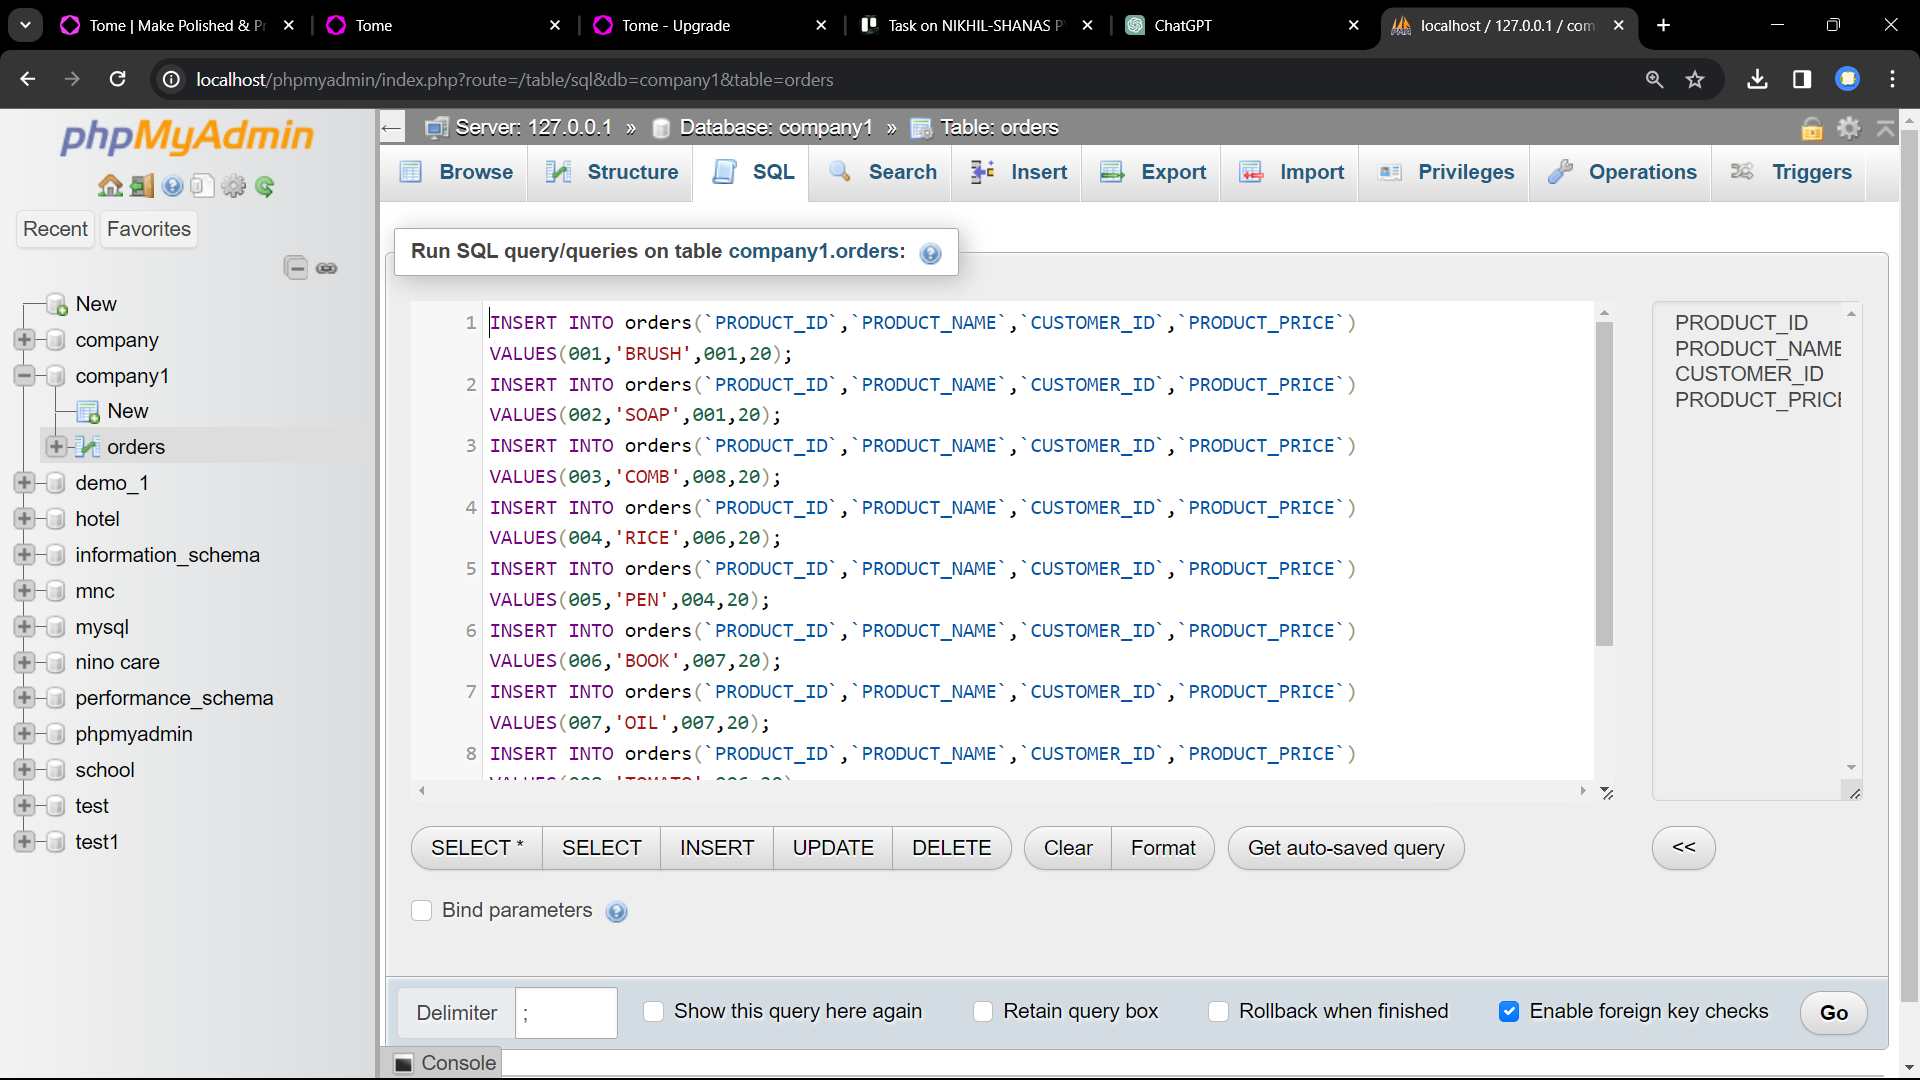 Tome | Make Polished & Pr
Tome
Tome - Upgrade
Task on NIKHIL-SHANAS P
ChatGPT
localhost / 127.0.0.1 / com
localhost/phpmyadmin/index.php?route=/table/sql&db=company1&table=orders
phpMyAdmin
Recent
Favorites
New
company
company1
New
orders
demo_1
hotel
information_schema
mnc
mysql
nino care
performance_schema
phpmyadmin
school
test
test1
Server: 127.0.0.1 » Database: company1 » Table: orders
Browse
Structure
SQL
Search
Insert
Export
Import
Privileges
Operations
Triggers
Run SQL query/queries on table company1.orders:
1 INSERT INTO orders(`PRODUCT_ID`,`PRODUCT_NAME`,`CUSTOMER_ID`,`PRODUCT_PRICE`)
VALUES(001,'BRUSH',001,20);
2 INSERT INTO orders(`PRODUCT_ID`,`PRODUCT_NAME`,`CUSTOMER_ID`,`PRODUCT_PRICE`)
VALUES(002,'SOAP',001,20);
3 INSERT INTO orders(`PRODUCT_ID`,`PRODUCT_NAME`,`CUSTOMER_ID`,`PRODUCT_PRICE`)
VALUES(003,'COMB',008,20);
4 INSERT INTO orders(`PRODUCT_ID`,`PRODUCT_NAME`,`CUSTOMER_ID`,`PRODUCT_PRICE`)
VALUES(004,'RICE',006,20);
5 INSERT INTO orders(`PRODUCT_ID`,`PRODUCT_NAME`,`CUSTOMER_ID`,`PRODUCT_PRICE`)
VALUES(005,'PEN',004,20);
6 INSERT INTO orders(`PRODUCT_ID`,`PRODUCT_NAME`,`CUSTOMER_ID`,`PRODUCT_PRICE`)
VALUES(006,'BOOK',007,20);
7 INSERT INTO orders(`PRODUCT_ID`,`PRODUCT_NAME`,`CUSTOMER_ID`,`PRODUCT_PRICE`)
VALUES(007,'OIL',007,20);
8 INSERT INTO orders(`PRODUCT_ID`,`PRODUCT_NAME`,`CUSTOMER_ID`,`PRODUCT_PRICE`)
PRODUCT_ID
PRODUCT_NAME
CUSTOMER_ID
PRODUCT_PRICE
SELECT *
SELECT
INSERT
UPDATE
DELETE
Clear
Format
Get auto-saved query
<<
Bind parameters
Delimiter
;
Show this query here again
Retain query box
Rollback when finished
Enable foreign key checks
Go
Console